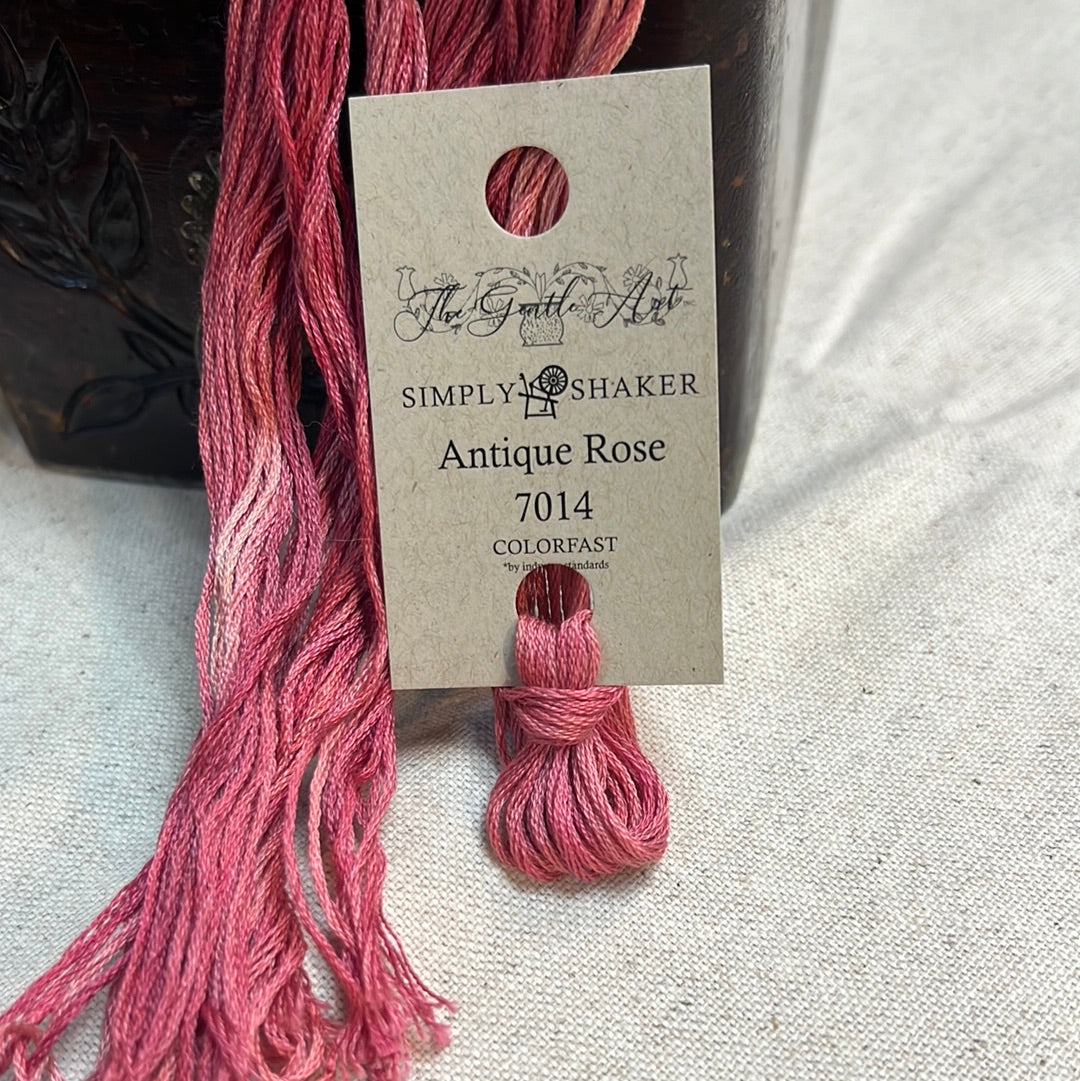 The Gentle Art
SIMPLY SHAKER
Antique Rose
7014
COLORFAST
*by standards